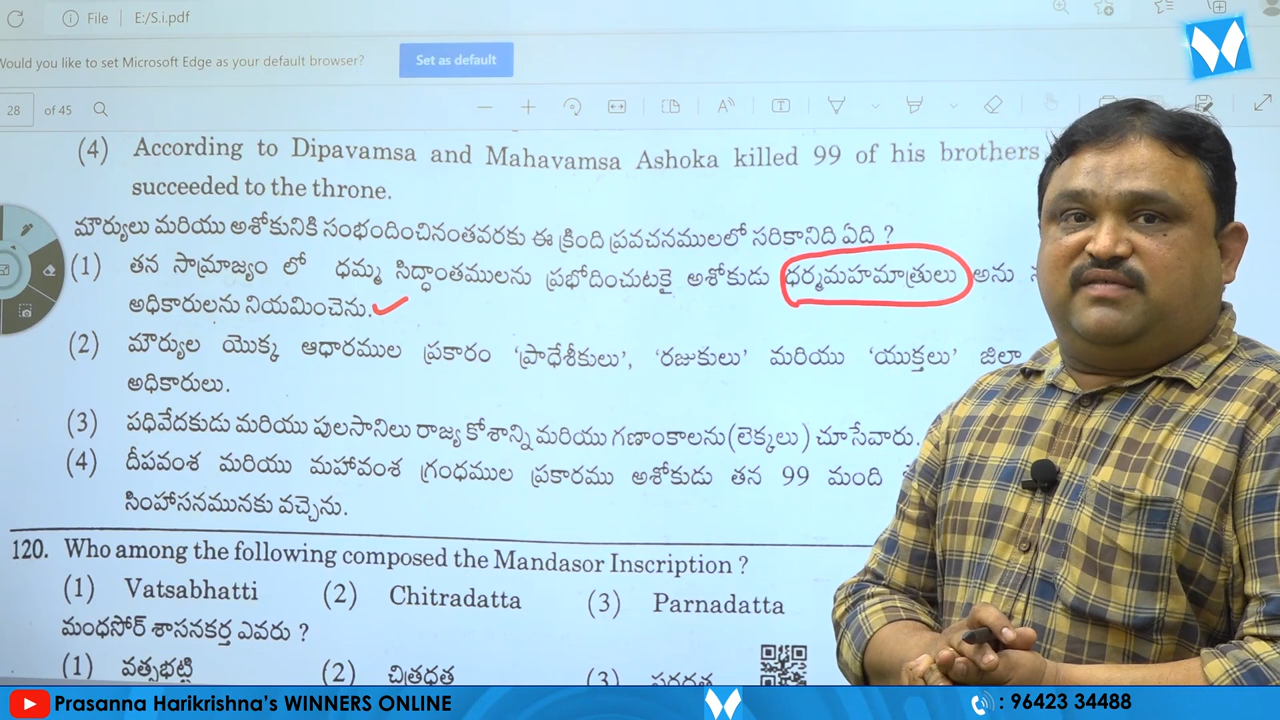 File | E:/S.i.pdf
Would you like to set Microsoft Edge as your default browser?
Set as default
28 of 45
(4) According to Dipavamsa and Mahavamsa Ashoka killed 99 of his brothers
succeeded to the throne.
మౌర్యులు మరియు అశోకునికి సంభందించినంతవరకు ఈ క్రింది ప్రవచనములలో సరికానిది ఏది ?
(1) తన సామ్రాజ్యం లో ధమ్మ సిద్ధాంతములను ప్రభోదించుటకై అశోకుడు ధర్మమహామాత్రులు అను
అధికారులను నియమించెను.
(2) మౌర్యుల యొక్క ఆధారముల ప్రకారం 'ప్రాదేశీకులు', 'రజుకులు' మరియు 'యుక్తలు' జిలా
అధికారులు.
(3) పధివేదకుడు మరియు పులసానిలు రాజ్య కోశాన్ని మరియు గణాంకాలను (లెక్కలు) చూసేవారు.
(4) దీపవంశ మరియు మహావంశ గ్రంధముల ప్రకారము అశోకుడు తన 99 మంది
సింహాసనమునకు వచ్చెను.
120. Who among the following composed the Mandasor Inscription ?
(1) Vatsabhatti (2) Chitradatta (3) Parnadatta
మంధసోర్ శాసనకర్త ఎవరు ?
(1) వత్సభట్టి (2) చిత్రధత్త (3)
Prasanna Harikrishna's WINNERS ONLINE
: 96423 34488